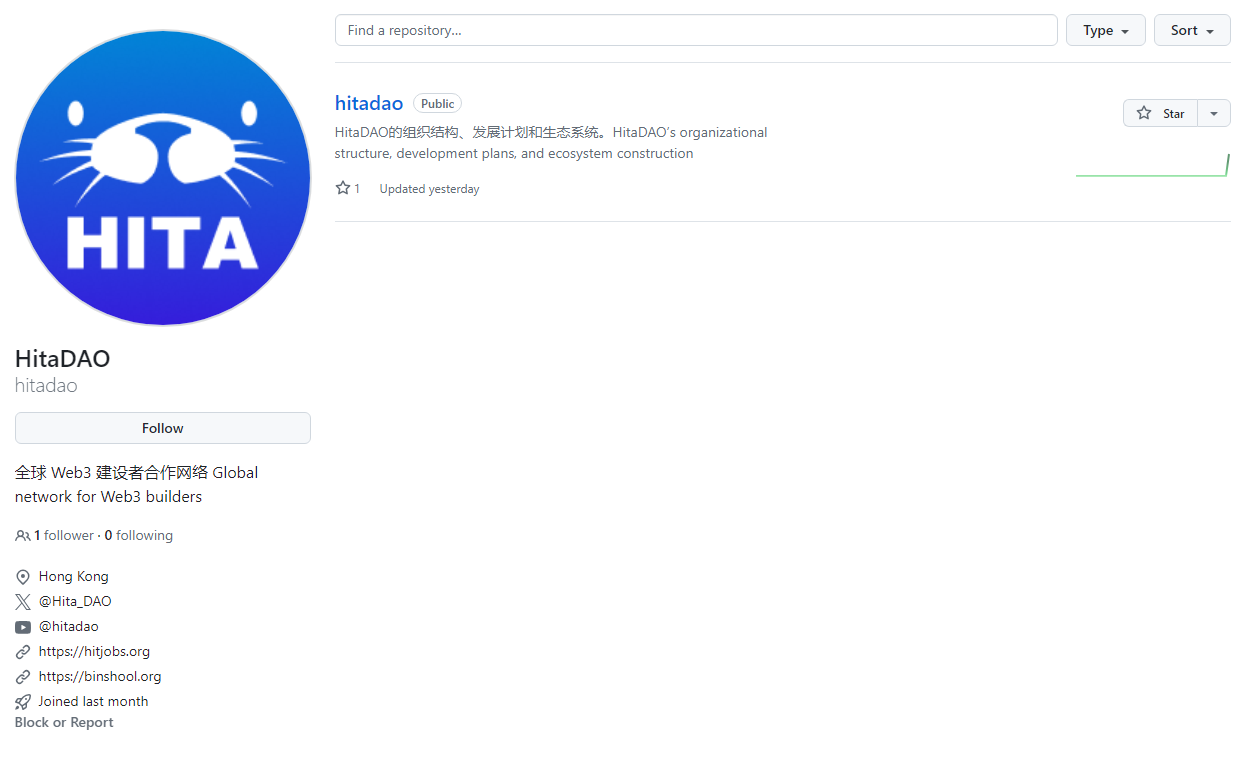 HITA
HitaDAO
hitadao
Follow
全球 Web3 建设者合作网络 Global
network for Web3 builders
1 follower · 0 following
Hong Kong
@Hita_DAO
@hitadao
https://hitjobs.org
https://binshool.org
Joined last month
Block or Report
Find a repository…
Type
Sort
hitadao Public
Star
HitaDAO的组织结构、发展计划和生态系统。HitaDAO’s organizational
structure, development plans, and ecosystem construction
1 Updated yesterday